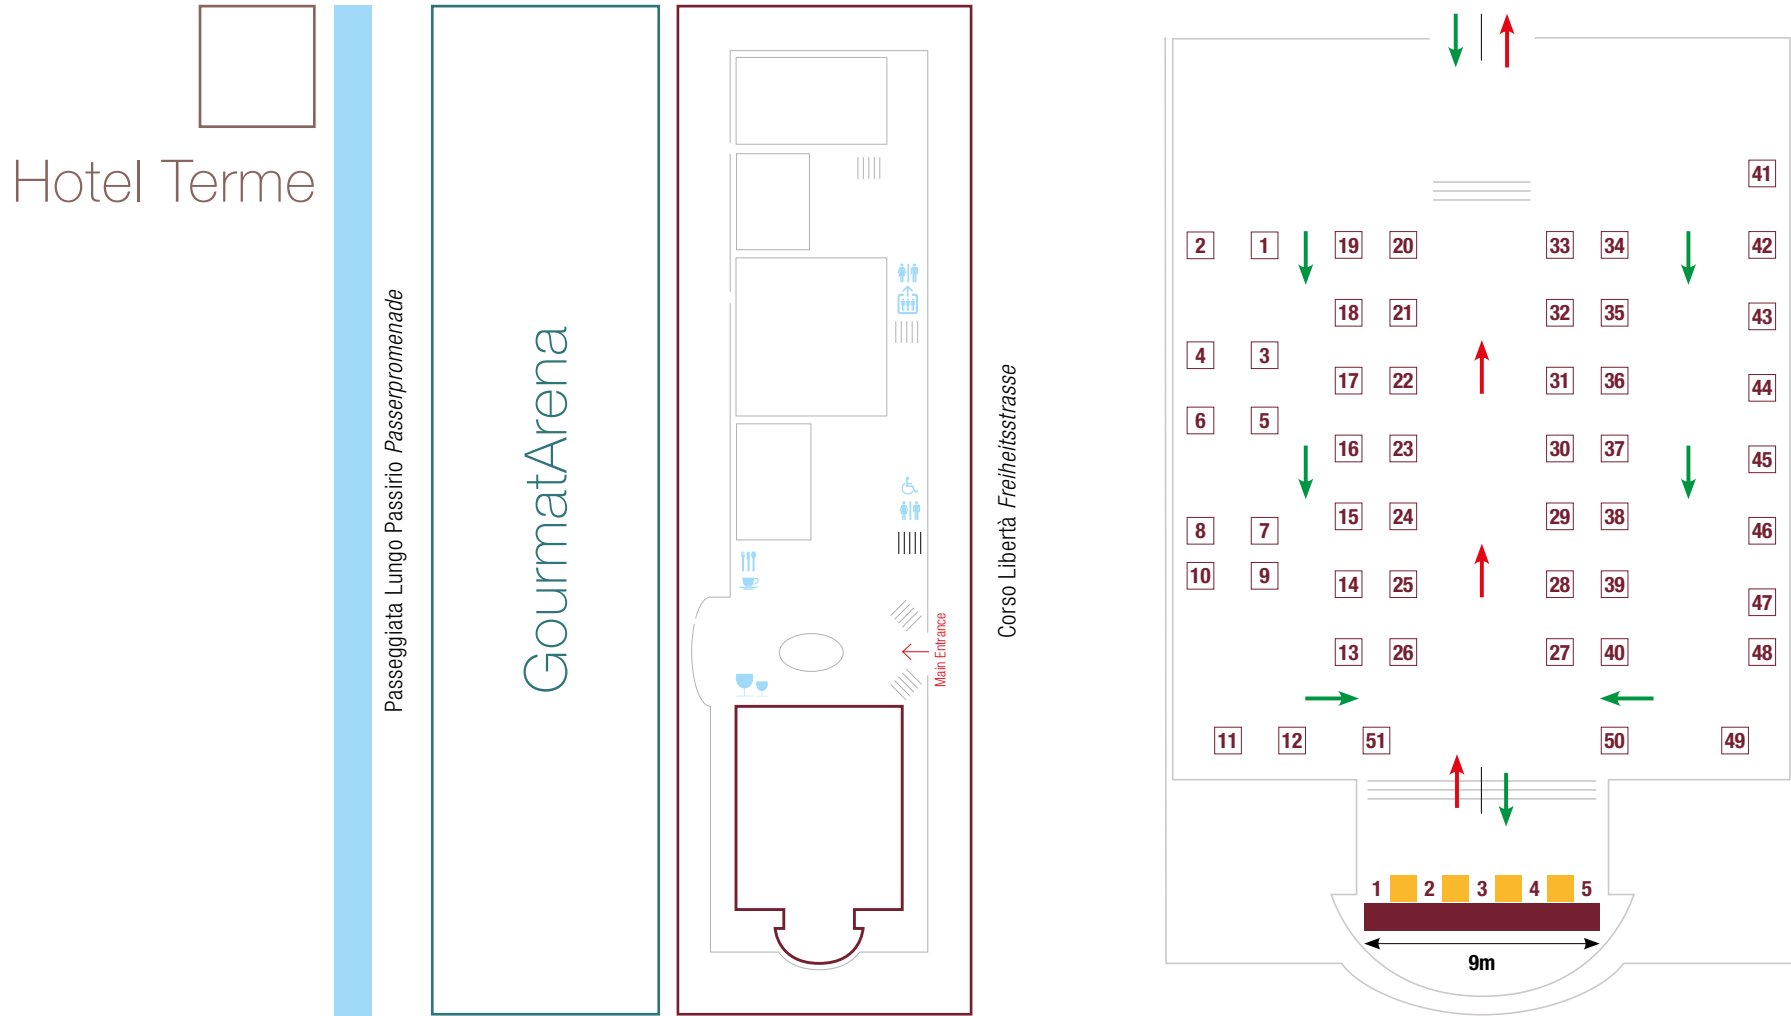 Hotel Terme
Passeggiata Lungo Passirio Passerpromenade
GourmatArena
Main Entrance
Corso Libertà Freiheitsstrasse
41
2 1 19 20 33 34 42
18 21 32 35 43
4 3 17 22 31 36 44
6 5 16 23 30 37 45
8 7 15 24 29 38 46
10 9 14 25 28 39 47
13 26 27 40 48
11 12 51 50 49
1 2 3 4 5
9m